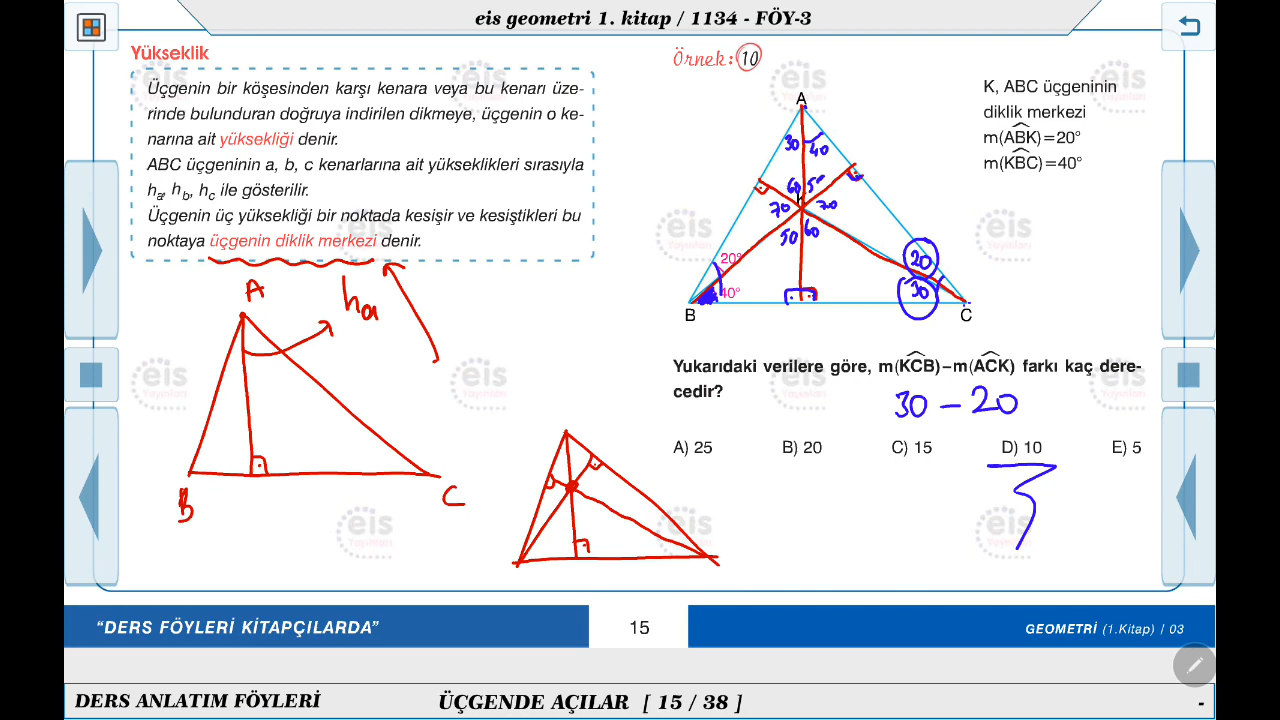 eis geometri 1. kitap / 1134 - FÖY-3
Yükseklik
Üçgenin bir köşesinden karşı kenara veya bu kenarı üze-
rinde bulunduran doğruya indirilen dikmeye, üçgenin o ke-
narına ait yüksekliği denir.
ABC üçgeninin a, b, c kenarlarına ait yükseklikleri sırasıyla
ha, hb, hc ile gösterilir.
Üçgenin üç yüksekliği bir noktada kesişir ve kesiştikleri bu
noktaya üçgenin diklik merkezi denir.
A
ha
B
C
Örnek: 10
K, ABC üçgeninin
diklik merkezi
m(ABK)=20°
m(KBC)=40°
A
30 40
60
70 K 70
50 60
20°
40°
20
30
B
C
Yukarıdaki verilere göre, m(KCB)–m(ACK) farkı kaç dere-
cedir?
30 – 20
A) 25 B) 20 C) 15 D) 10 E) 5
eis Yayınları
"DERS FÖYLERİ KİTAPÇILARDA"
15
GEOMETRİ (1.Kitap) / 03
DERS ANLATIM FÖYLERİ
ÜÇGENDE AÇILAR [ 15 / 38 ]
-